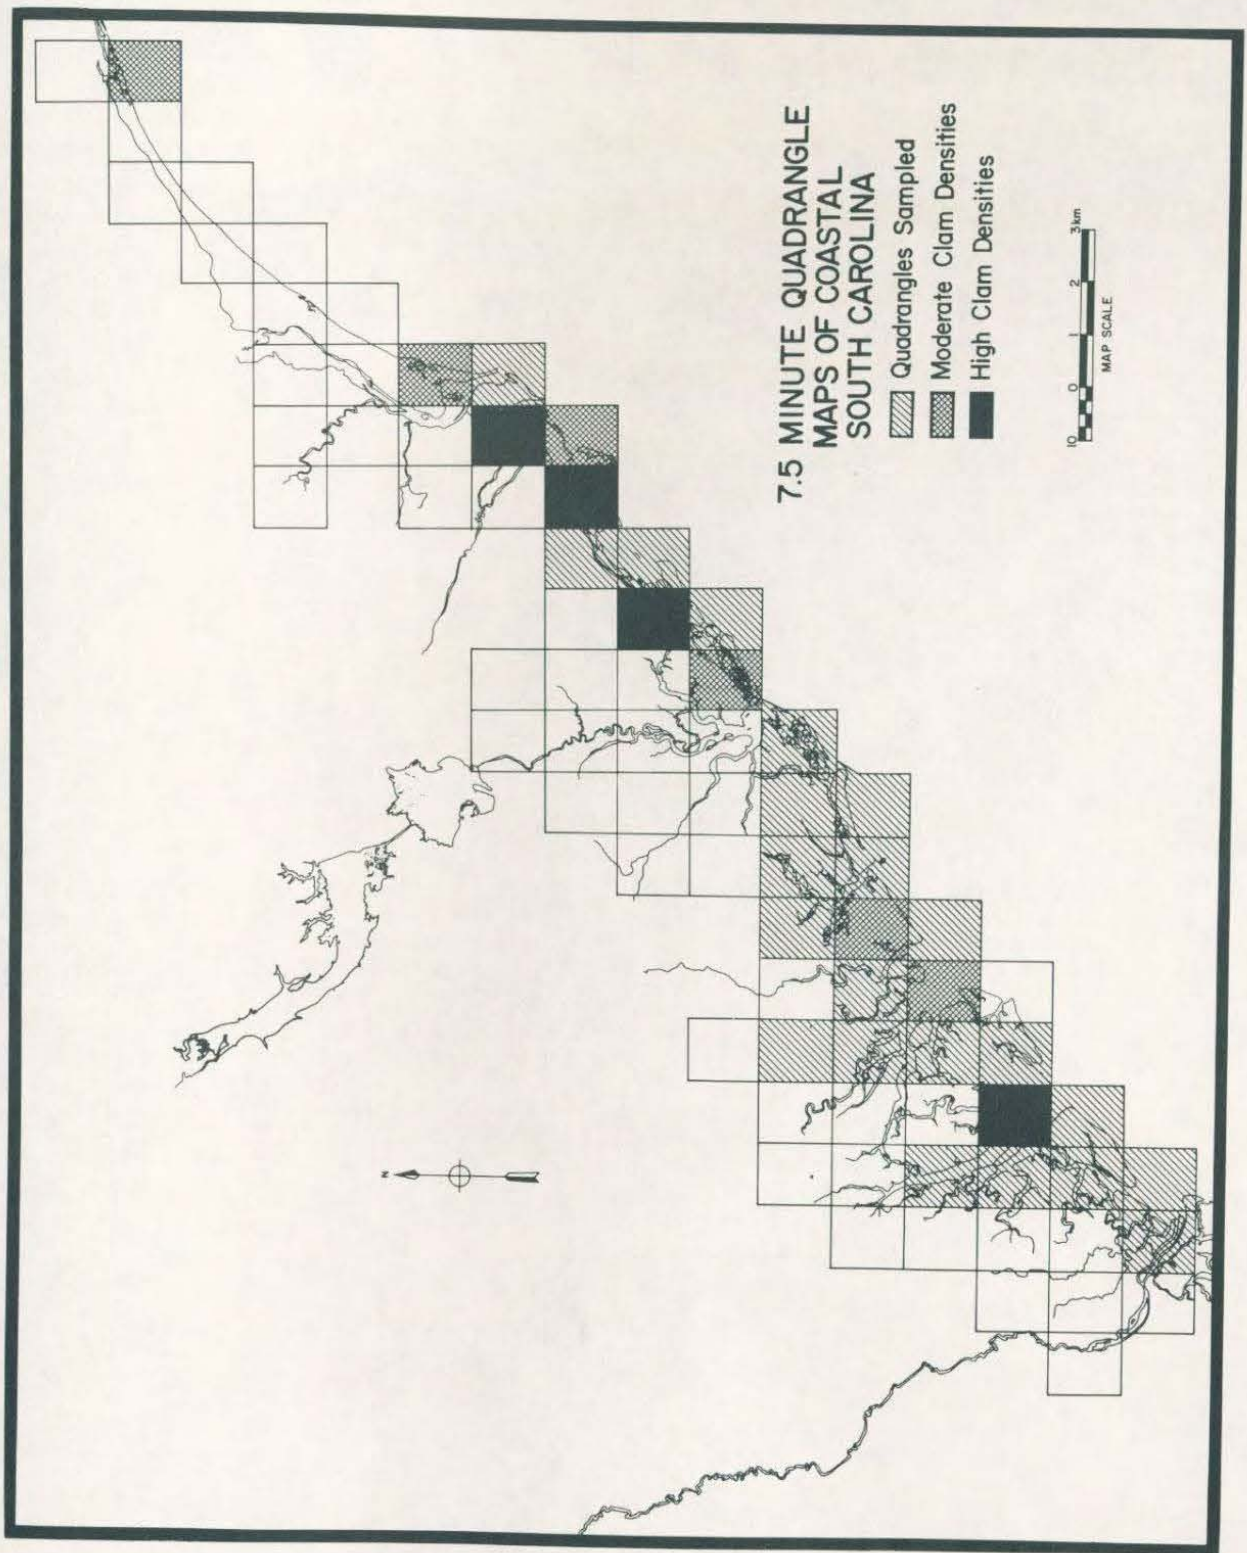 7.5 MINUTE QUADRANGLE
MAPS OF COASTAL
SOUTH CAROLINA
Quadrangles Sampled
Moderate Clam Densities
High Clam Densities
10 0 1 2 3km
MAP SCALE
N